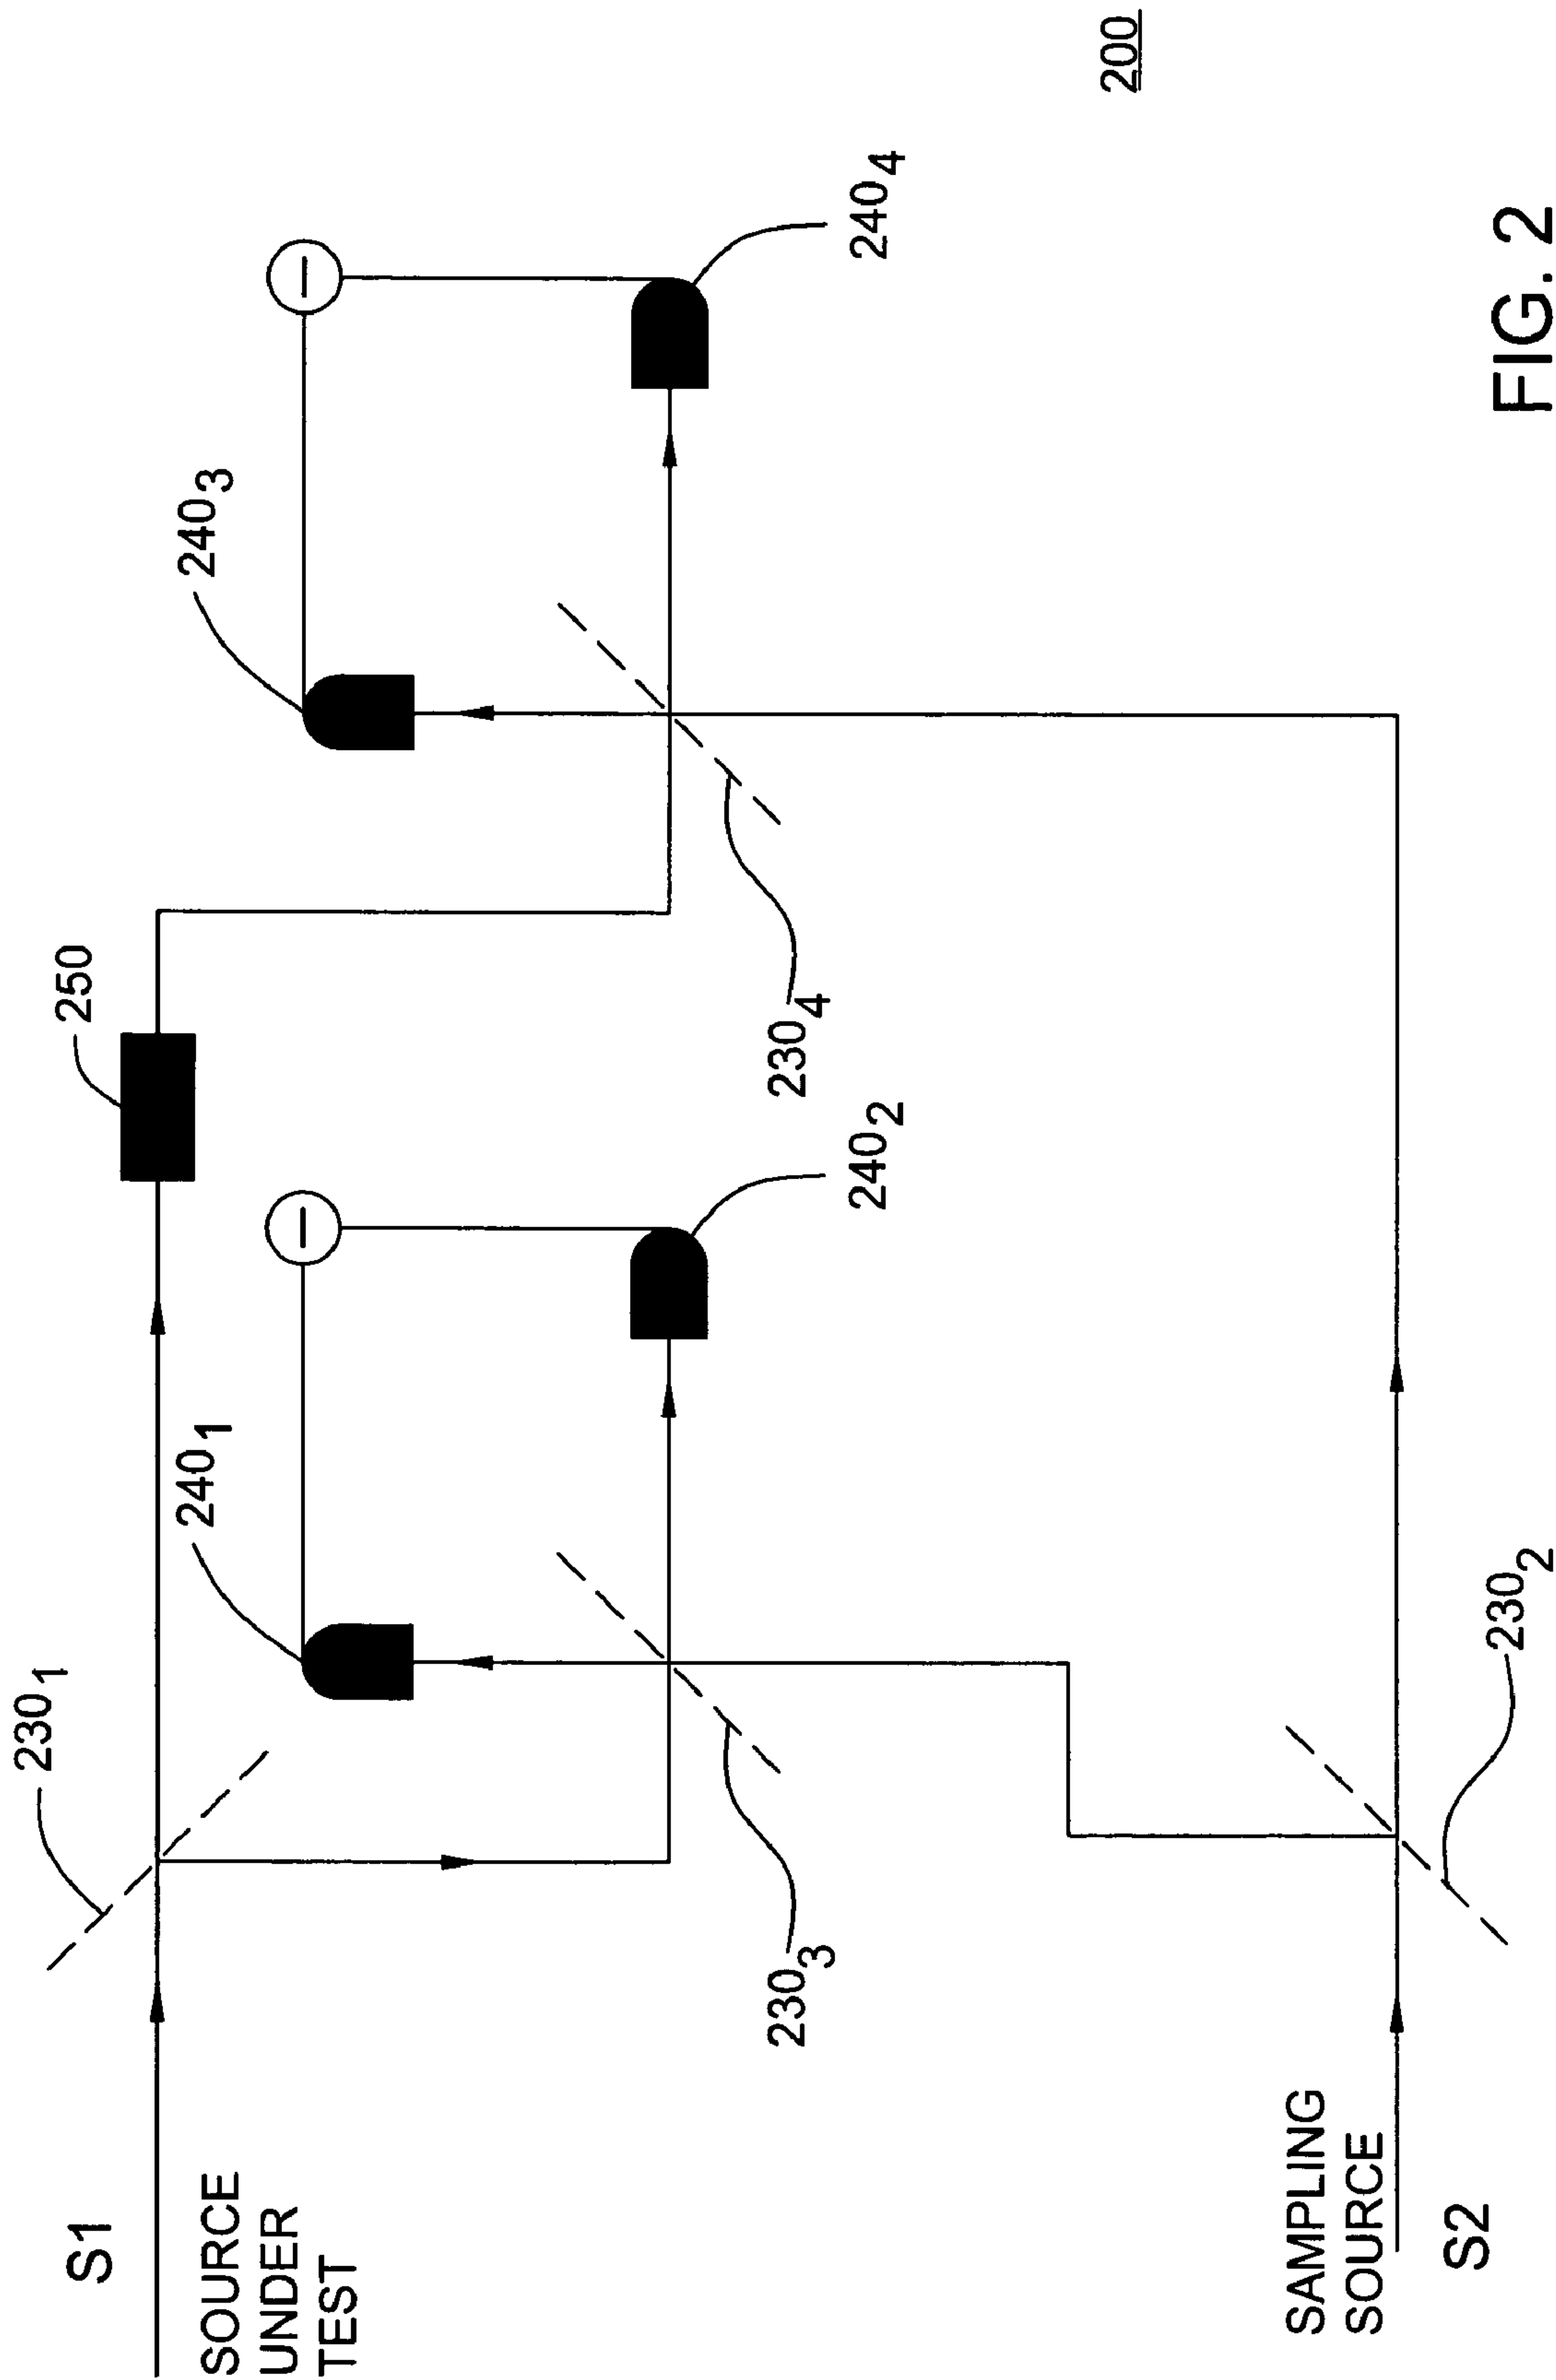 S1
SOURCE
UNDER
TEST
230₁
240₁
250
240₃
230₃
240₂
230₄
240₄
200
SAMPLING
SOURCE
S2
230₂
FIG. 2